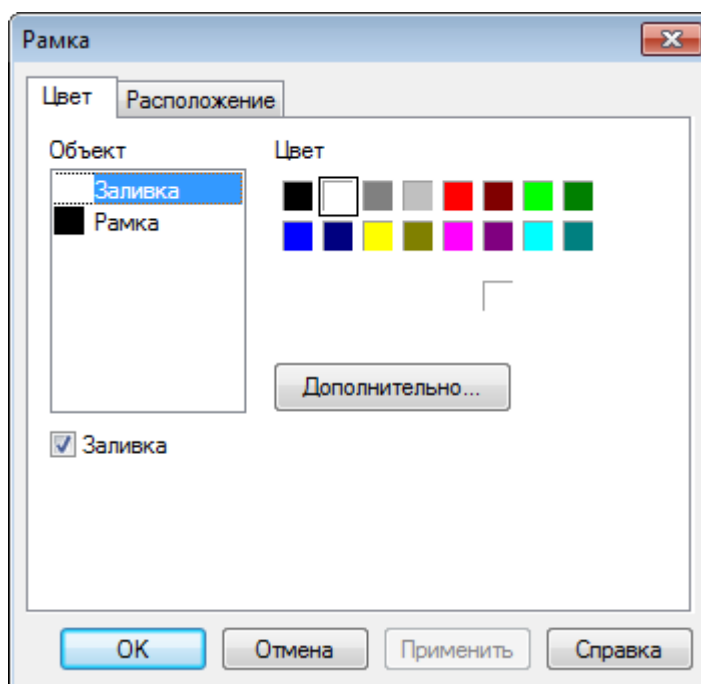 Рамка
Цвет
Расположение
Объект
Цвет
Заливка
Рамка
Дополнительно...
Заливка
OK
Отмена
Применить
Справка